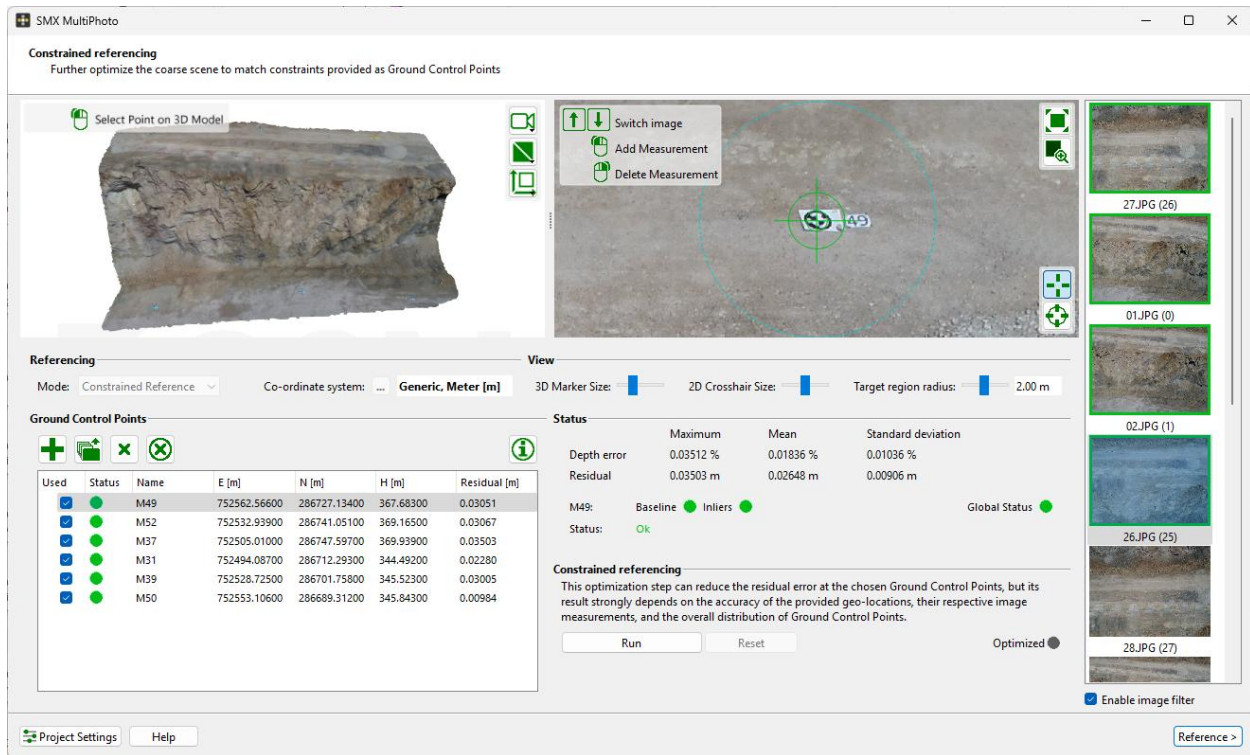 SMX MultiPhoto
Constrained referencing
Further optimize the coarse scene to match constraints provided as Ground Control Points
Select Point on 3D Model
Switch image
Add Measurement
Delete Measurement
49
27.JPG (26)
01.JPG (0)
02.JPG (1)
26.JPG (25)
28.JPG (27)
Enable image filter
Referencing
Mode: Constrained Reference Co-ordinate system: ... Generic, Meter [m]
View
3D Marker Size: 2D Crosshair Size: Target region radius: 2.00 m
Ground Control Points
Used Status Name E [m] N [m] H [m] Residual [m]
M49 752562.56600 286727.13400 367.68300 0.03051
M52 752532.93900 286741.05100 369.16500 0.03067
M37 752505.01000 286747.59700 369.93900 0.03503
M31 752494.08700 286712.29300 344.49200 0.02280
M39 752528.72500 286701.75800 345.52300 0.03005
M50 752553.10600 286689.31200 345.84300 0.00984
Status
Maximum Mean Standard deviation
Depth error 0.03512 % 0.01836 % 0.01036 %
Residual 0.03503 m 0.02648 m 0.00906 m
M49: Baseline Inliers Global Status
Status: Ok
Constrained referencing
This optimization step can reduce the residual error at the chosen Ground Control Points, but its
result strongly depends on the accuracy of the provided geo-locations, their respective image
measurements, and the overall distribution of Ground Control Points.
Run Reset Optimized
Project Settings Help Reference >